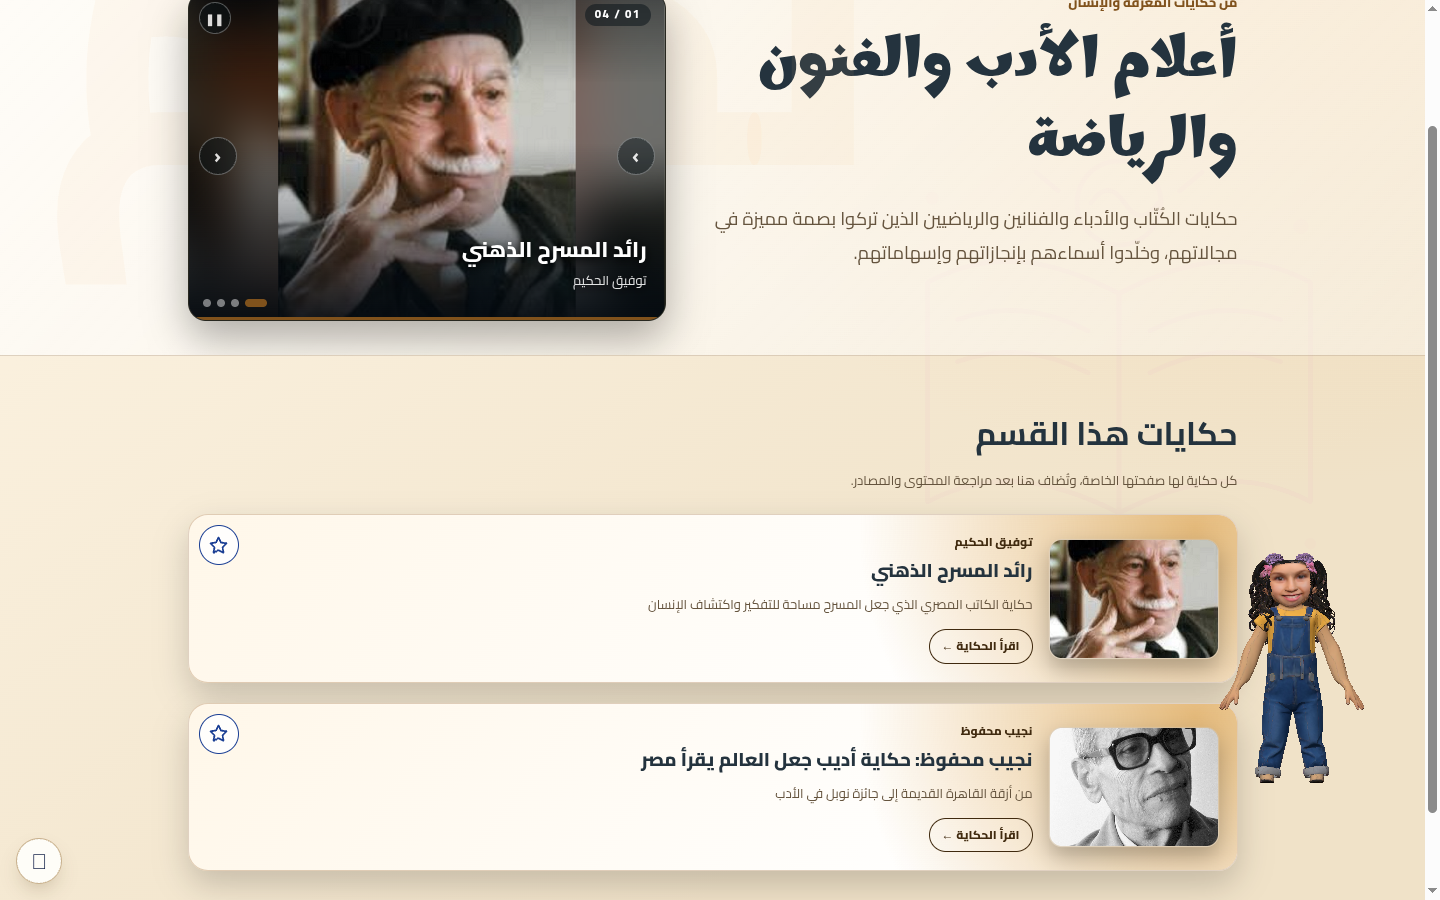 من حكايات المعرفة والإنسان
أعلام الأدب والفنون
والرياضة
حكايات الكُتّاب والأدباء والفنانين والرياضيين الذين تركوا بصمة مميزة في
مجالاتهم، وخلّدوا أسماءهم بإنجازاتهم وإسهاماتهم.
04 / 01
رائد المسرح الذهني
توفيق الحكيم
حكايات هذا القسم
كل حكاية لها صفحتها الخاصة، وتُضاف هنا بعد مراجعة المحتوى والمصادر.
توفيق الحكيم
رائد المسرح الذهني
حكاية الكاتب المصري الذي جعل المسرح مساحة للتفكير واكتشاف الإنسان
اقرأ الحكاية ←
نجيب محفوظ
نجيب محفوظ: حكاية أديب جعل العالم يقرأ مصر
من أزقة القاهرة القديمة إلى جائزة نوبل في الأدب
اقرأ الحكاية ←